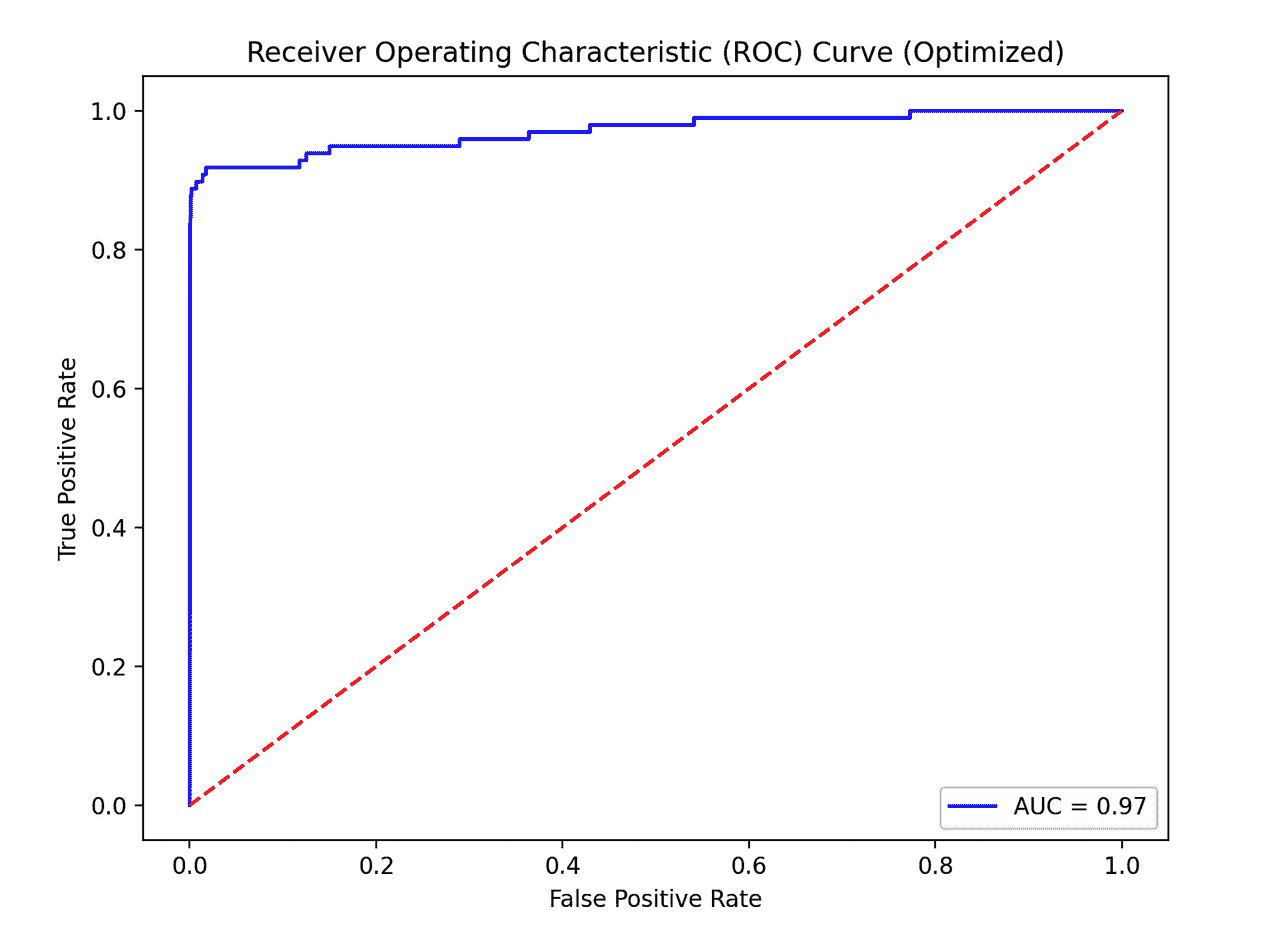 Receiver Operating Characteristic (ROC) Curve (Optimized)
1.0
0.8
0.6
0.4
0.2
0.0
True Positive Rate
AUC = 0.97
0.0 0.2 0.4 0.6 0.8 1.0
False Positive Rate